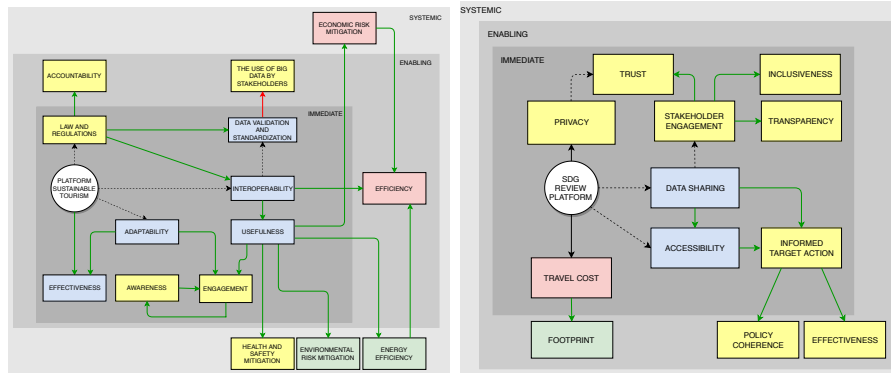 SYSTEMIC
ECONOMIC RISK
MITIGATION
ENABLING
ACCOUNTABILITY
THE USE OF BIG
DATA BY
STAKEHOLDERS
IMMEDIATE
LAW AND
REGULATIONS
DATA VALIDATION
AND
STANDARDIZATION
PLATFORM
SUSTAINABLE
TOURISM
INTEROPERABILITY
EFFICIENCY
ADAPTABILITY
USEFULNESS
EFFECTIVENESS
AWARENESS
ENGAGEMENT
HEALTH AND
SAFETY
MITIGATION
ENVIRONMENTAL
RISK MITIGATION
ENERGY
EFFICIENCY
SYSTEMIC
ENABLING
IMMEDIATE
TRUST
INCLUSIVENESS
PRIVACY
STAKEHOLDER
ENGAGEMENT
TRANSPARENCY
SDG
REVIEW
PLATFORM
DATA SHARING
ACCESSIBILITY
INFORMED
TARGET ACTION
TRAVEL COST
FOOTPRINT
POLICY
COHERENCE
EFFECTIVENESS